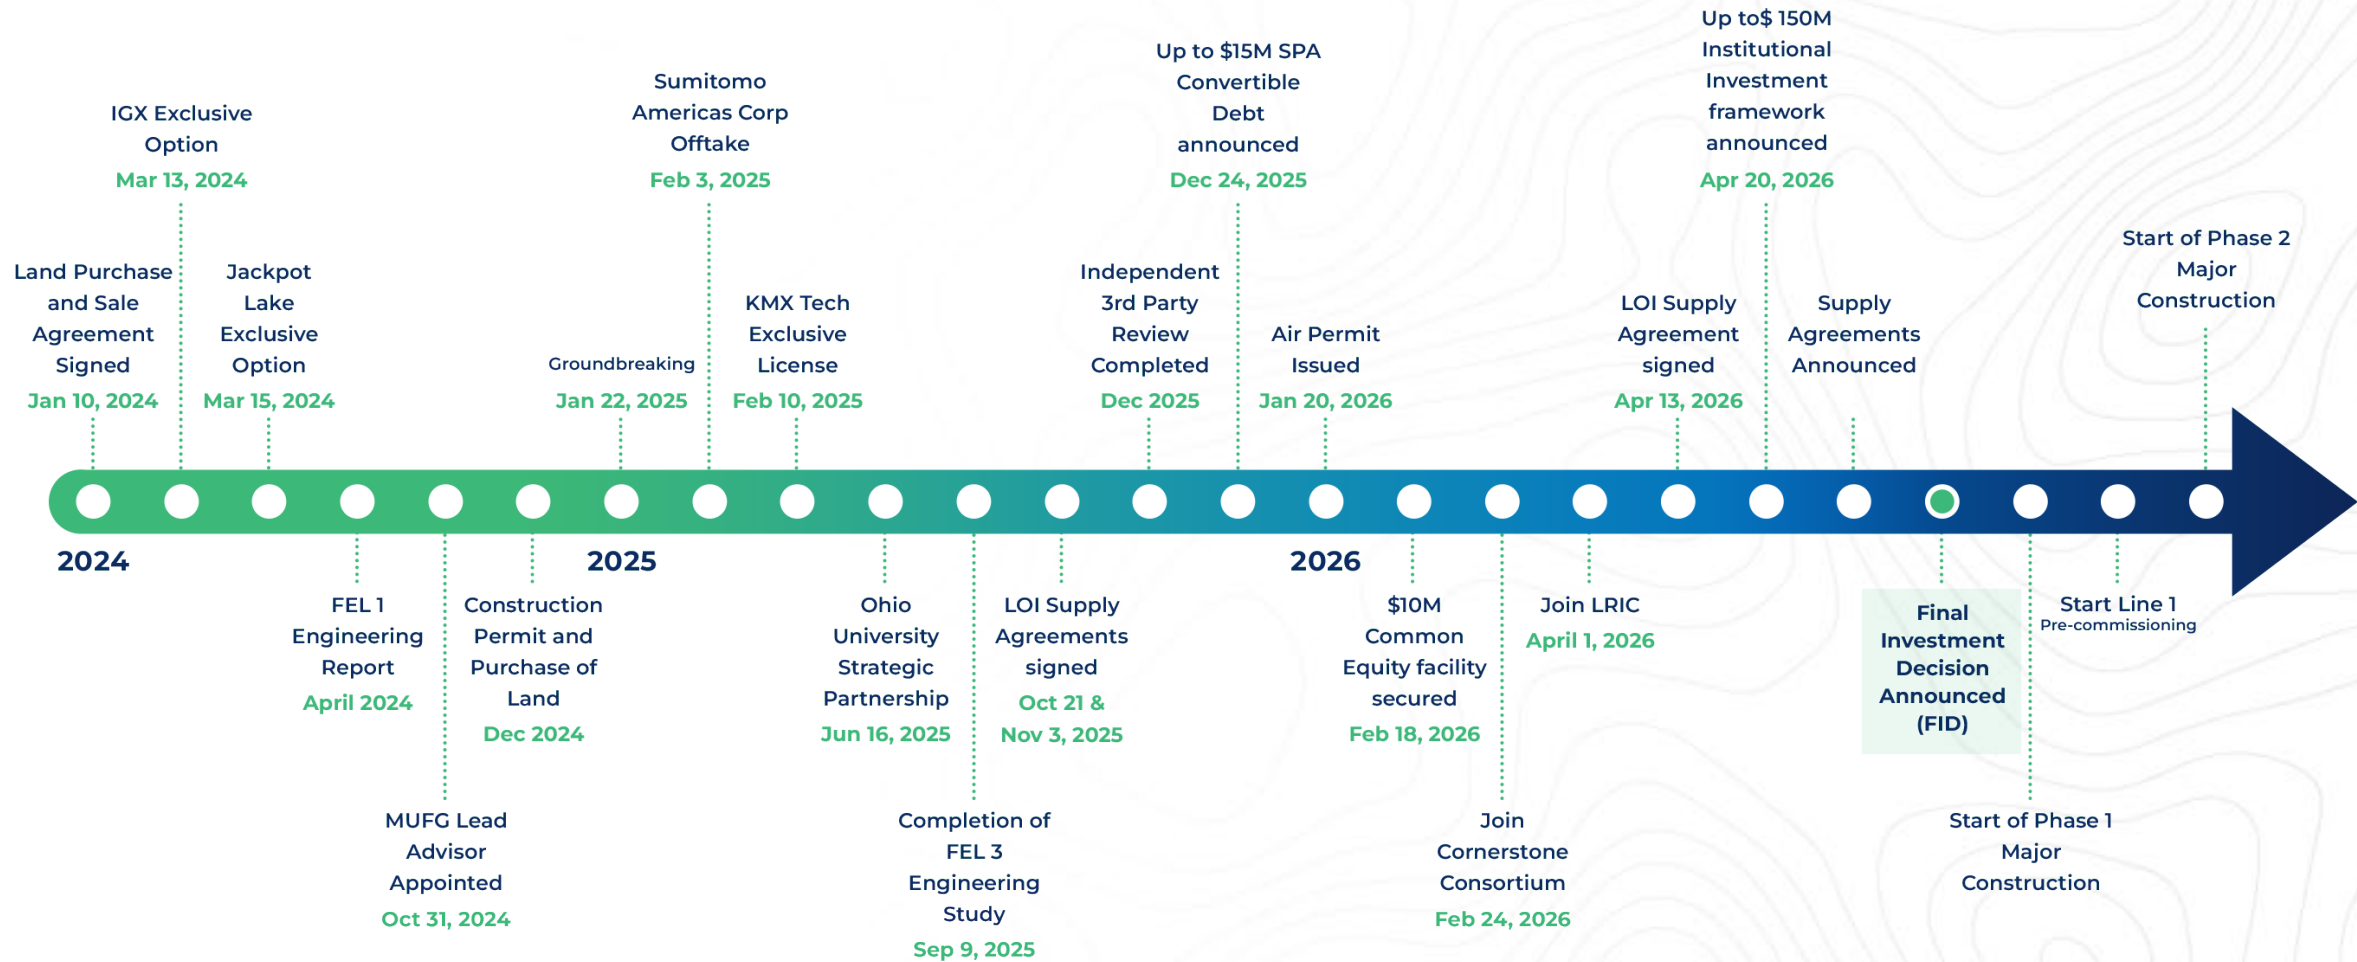 Land Purchase
and Sale
Agreement
Signed
Jan 10, 2024
IGX Exclusive
Option
Mar 13, 2024
Jackpot
Lake
Exclusive
Option
Mar 15, 2024
Groundbreaking
Jan 22, 2025
Sumitomo
Americas Corp
Offtake
Feb 3, 2025
KMX Tech
Exclusive
License
Feb 10, 2025
Independent
3rd Party
Review
Completed
Dec 2025
Up to $15M SPA
Convertible
Debt
announced
Dec 24, 2025
Air Permit
Issued
Jan 20, 2026
LOI Supply
Agreement
signed
Apr 13, 2026
Up to$ 150M
Institutional
Investment
framework
announced
Apr 20, 2026
Supply
Agreements
Announced
Start of Phase 2
Major
Construction
2024
2025
2026
FEL 1
Engineering
Report
April 2024
MUFG Lead
Advisor
Appointed
Oct 31, 2024
Construction
Permit and
Purchase of
Land
Dec 2024
Ohio
University
Strategic
Partnership
Jun 16, 2025
Completion of
FEL 3
Engineering
Study
Sep 9, 2025
LOI Supply
Agreements
signed
Oct 21 &
Nov 3, 2025
$10M
Common
Equity facility
secured
Feb 18, 2026
Join
Cornerstone
Consortium
Feb 24, 2026
Join LRIC
April 1, 2026
Final
Investment
Decision
Announced
(FID)
Start of Phase 1
Major
Construction
Start Line 1
Pre-commissioning